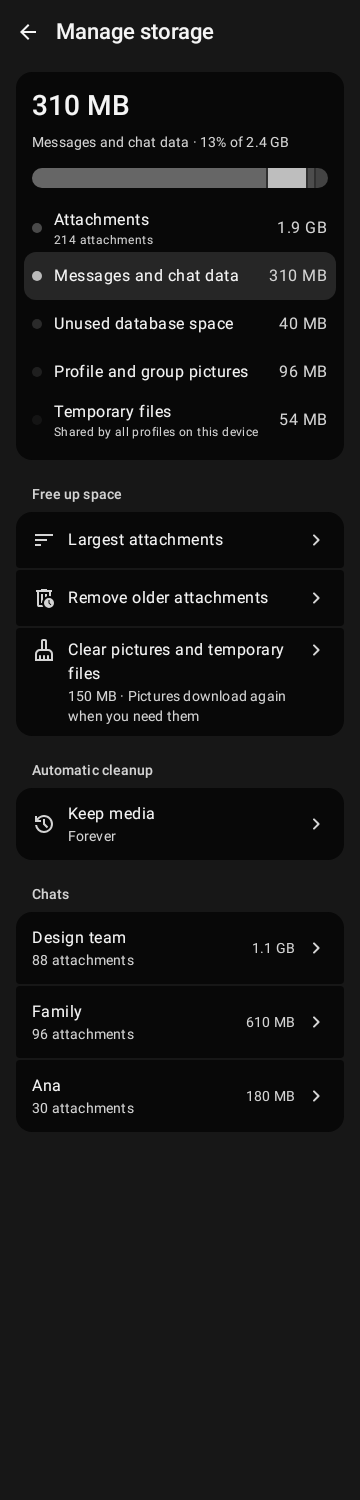 Manage storage
310 MB
Messages and chat data · 13% of 2.4 GB
Attachments
214 attachments
1.9 GB
Messages and chat data
310 MB
Unused database space
40 MB
Profile and group pictures
96 MB
Temporary files
Shared by all profiles on this device
54 MB
Free up space
Largest attachments
Remove older attachments
Clear pictures and temporary
files
150 MB · Pictures download again
when you need them
Automatic cleanup
Keep media
Forever
Chats
Design team
88 attachments
1.1 GB
Family
96 attachments
610 MB
Ana
30 attachments
180 MB